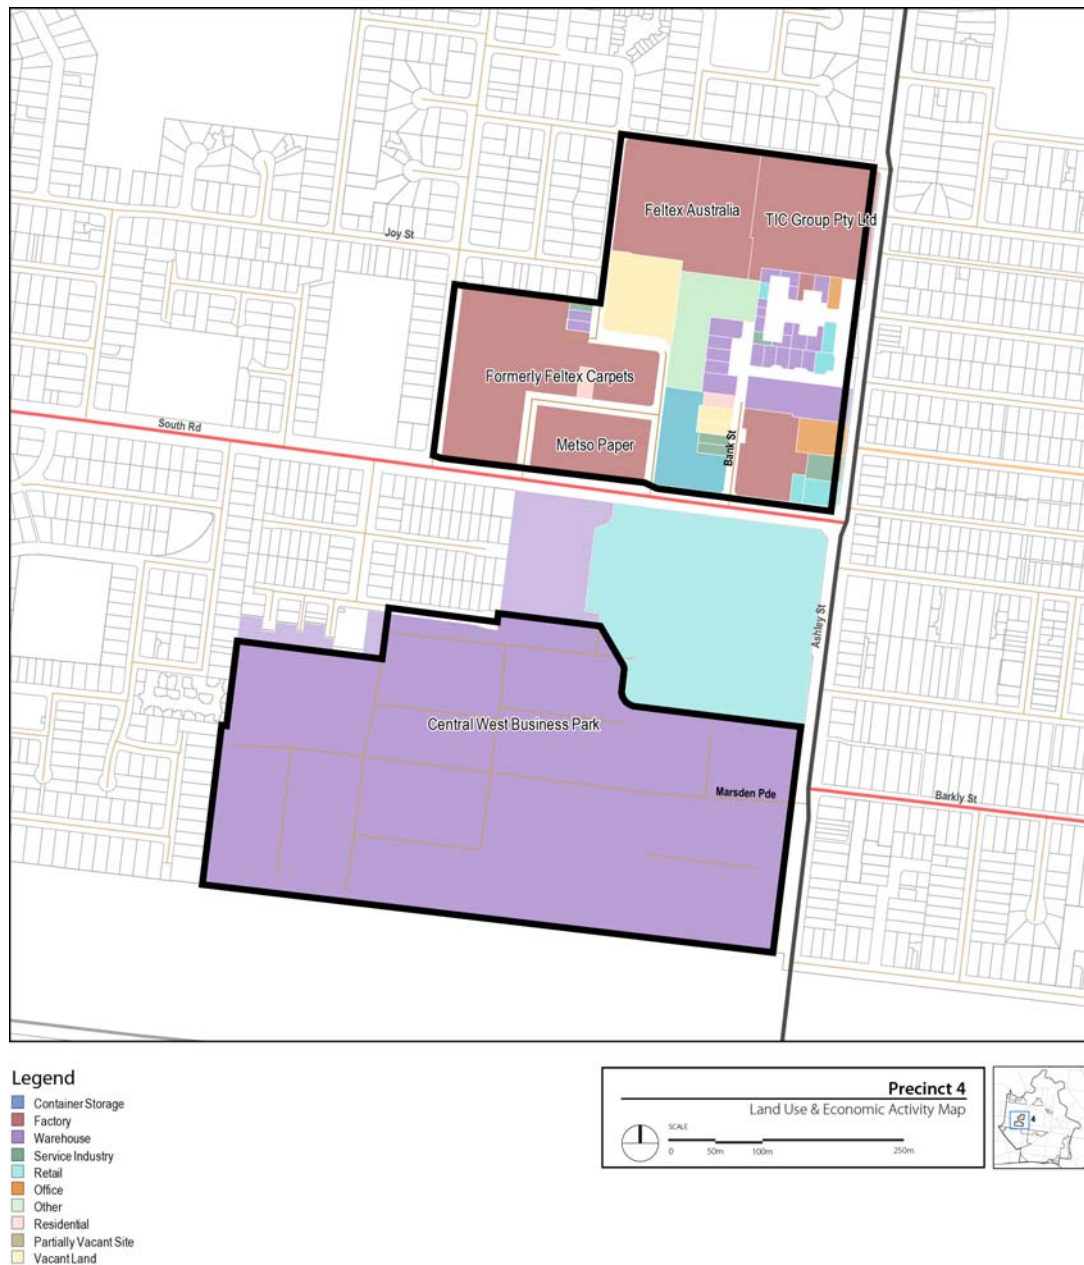 Feltex Australia
TIC Group Pty Ltd
Joy St
Formerly Feltex Carpets
South Rd
Metso Paper
Bank St
Ashley St
Central West Business Park
Marsden Pde
Barkly St
Legend
Container Storage
Factory
Warehouse
Service Industry
Retail
Office
Other
Residential
Partially Vacant Site
Vacant Land
Precinct 4
Land Use & Economic Activity Map
SCALE
0 50m 100m 250m
4